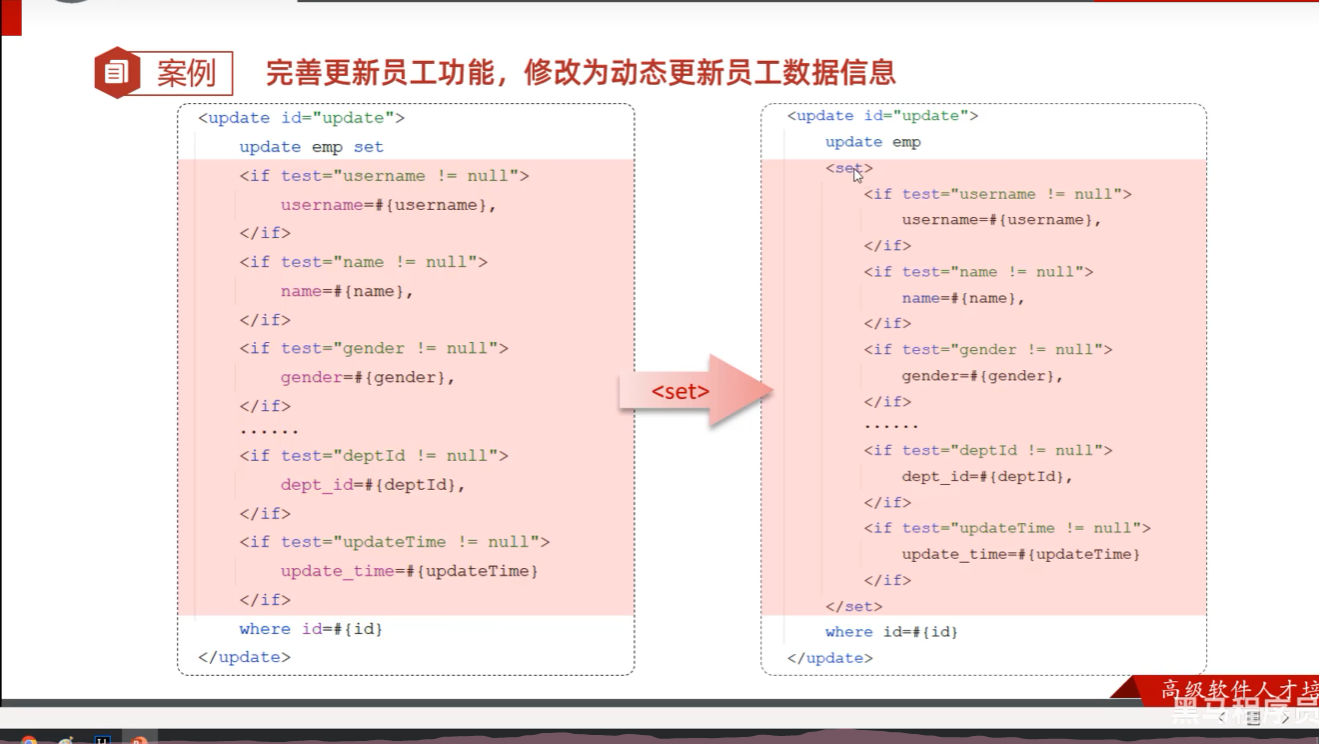 案例
完善更新员工功能，修改为动态更新员工数据信息
<update id="update">
update emp set
<if test="username != null">
username=#{username},
</if>
<if test="name != null">
name=#{name},
</if>
<if test="gender != null">
gender=#{gender},
</if>
······
<if test="deptId != null">
dept_id=#{deptId},
</if>
<if test="updateTime != null">
update_time=#{updateTime}
</if>
where id=#{id}
</update>
<set>
<update id="update">
update emp
<set>
<if test="username != null">
username=#{username},
</if>
<if test="name != null">
name=#{name},
</if>
<if test="gender != null">
gender=#{gender},
</if>
······
<if test="deptId != null">
dept_id=#{deptId},
</if>
<if test="updateTime != null">
update_time=#{updateTime}
</if>
</set>
where id=#{id}
</update>
高级软件人才培
黑马程序员